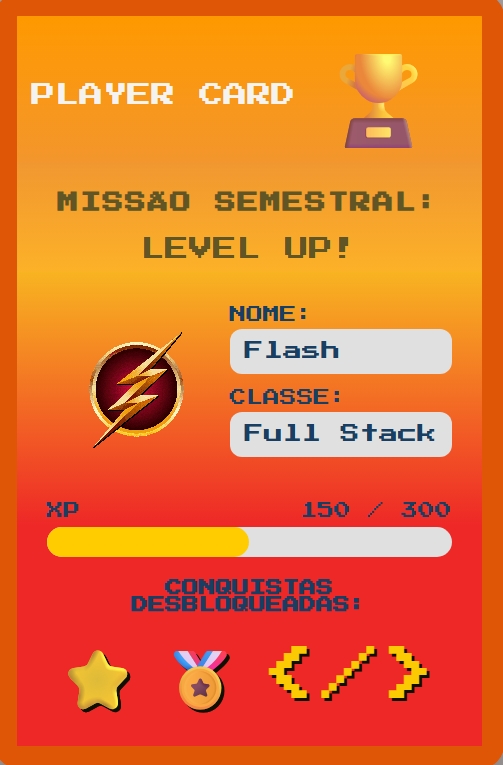 PLAYER CARD
MISSÃO SEMESTRAL:
LEVEL UP!
NOME:
Flash
CLASSE:
Full Stack
XP 150 / 300
CONQUISTAS
DESBLOQUEADAS: